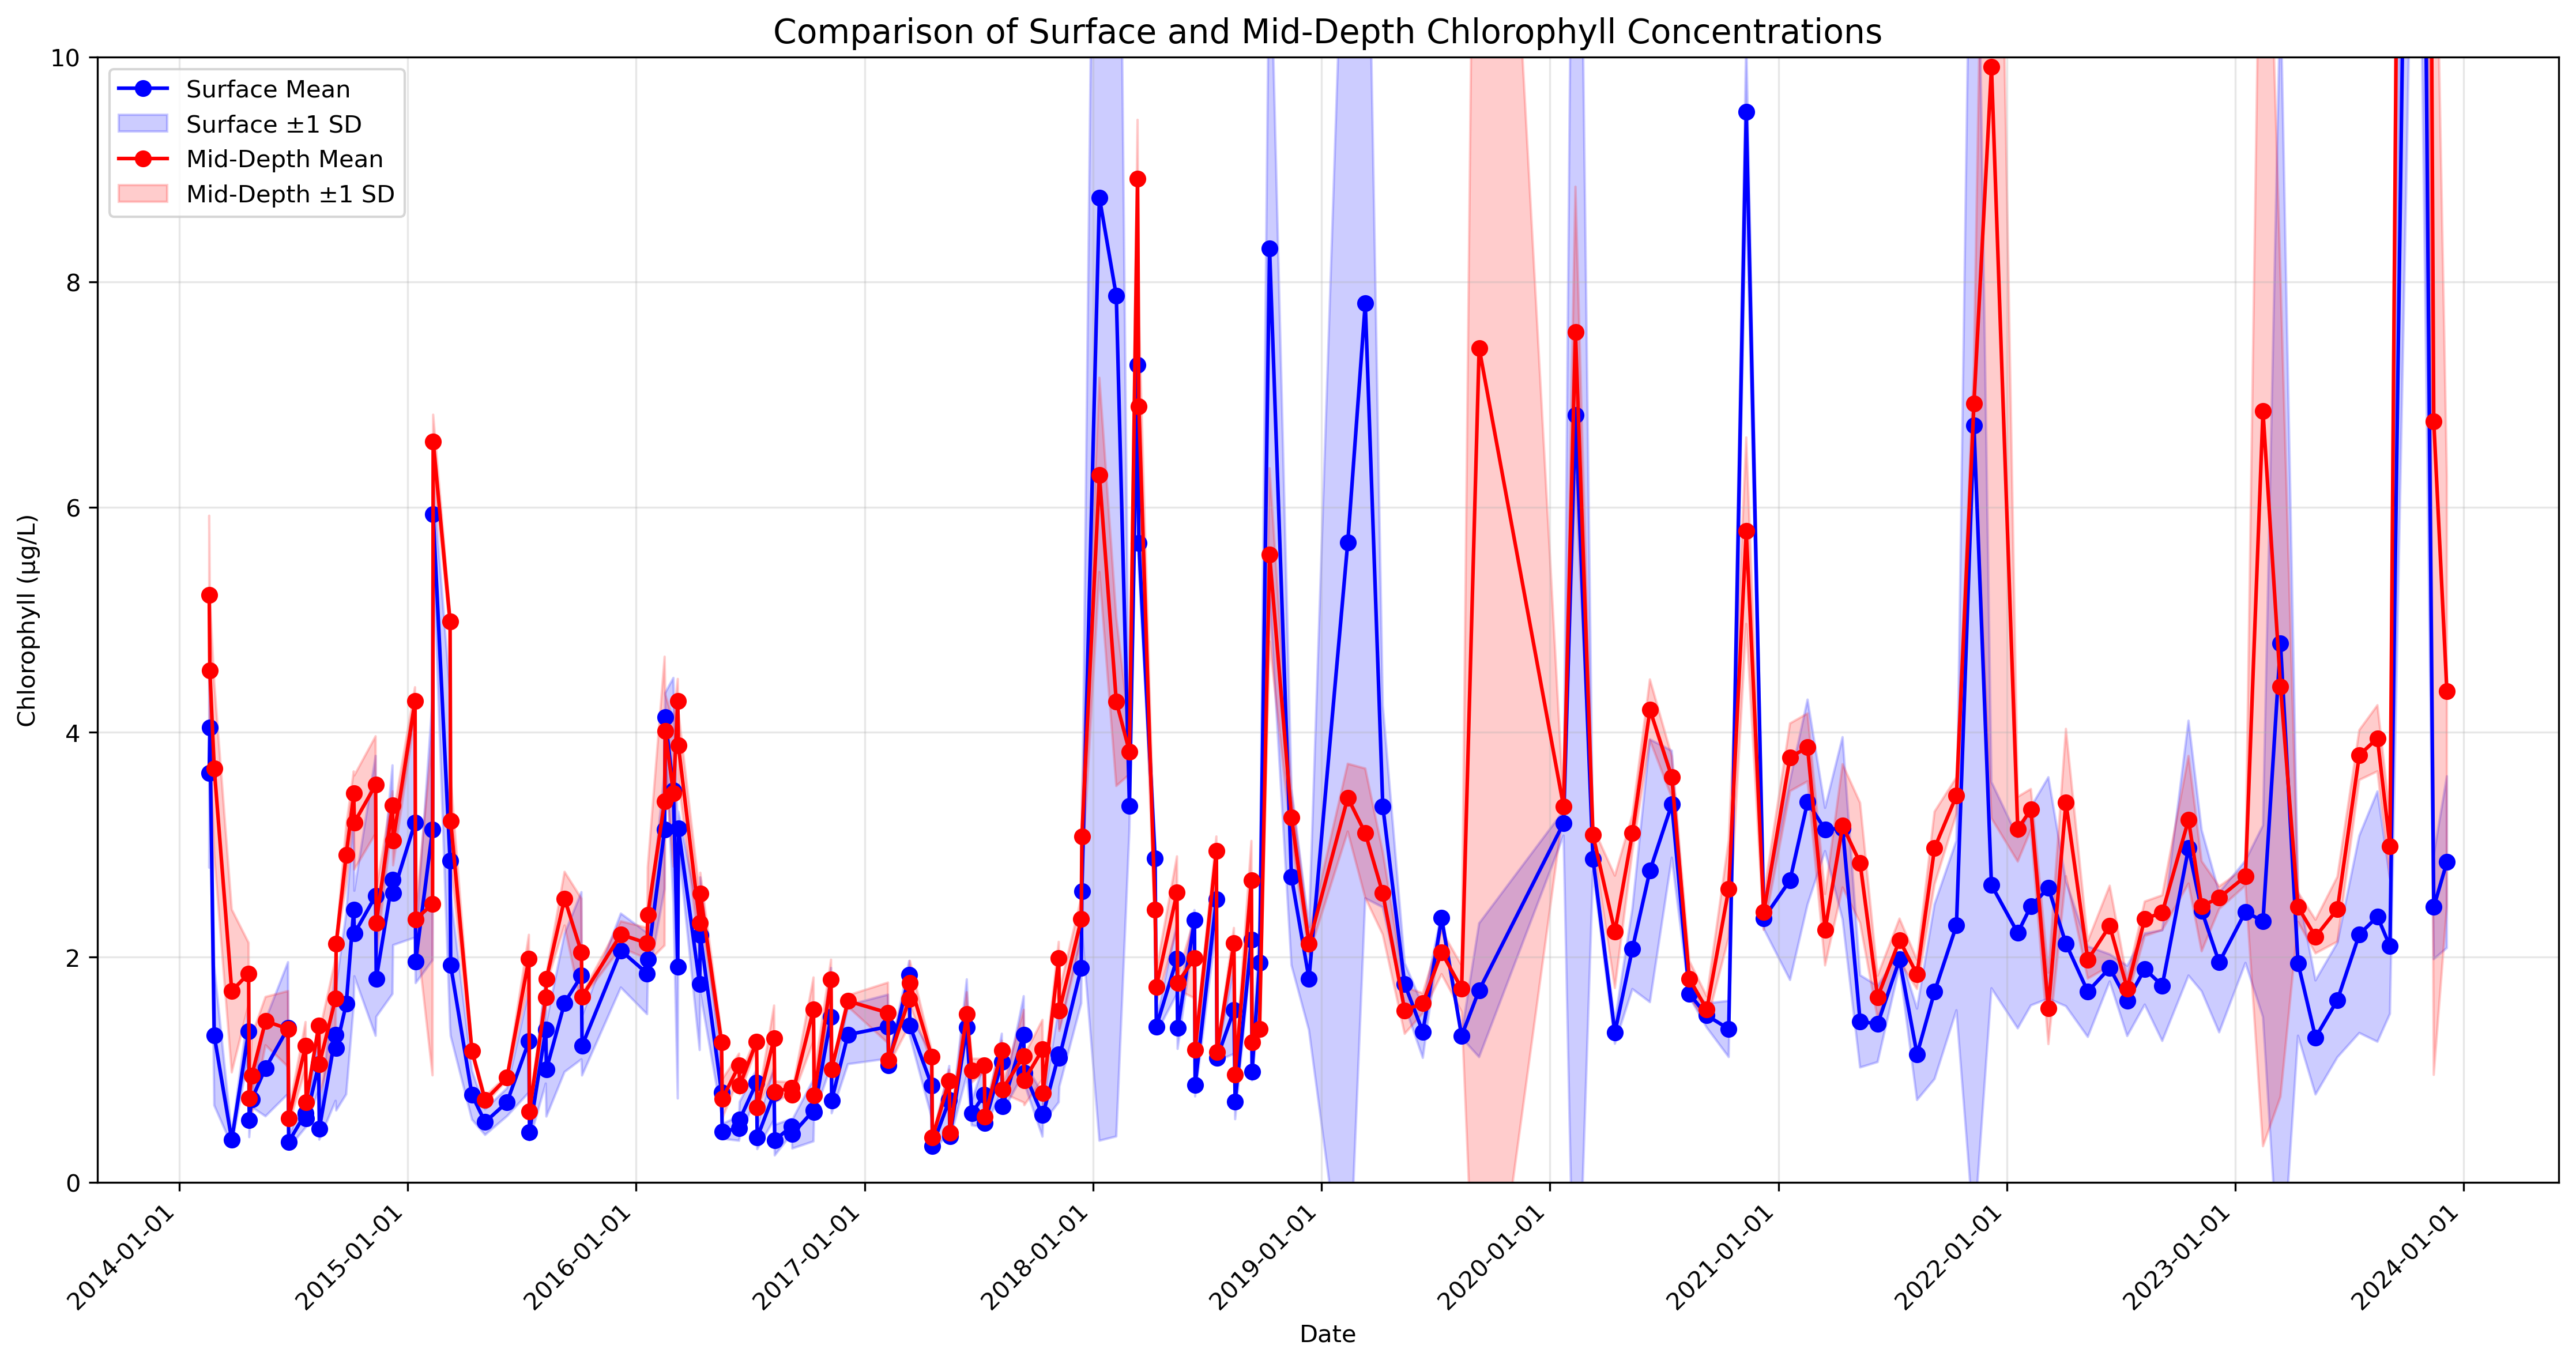 Comparison of Surface and Mid-Depth Chlorophyll Concentrations
Surface Mean
Surface ±1 SD
Mid-Depth Mean
Mid-Depth ±1 SD
Chlorophyll (µg/L)
10
8
6
4
2
0
2014-01-01
2015-01-01
2016-01-01
2017-01-01
2018-01-01
2019-01-01
2020-01-01
2021-01-01
2022-01-01
2023-01-01
2024-01-01
Date